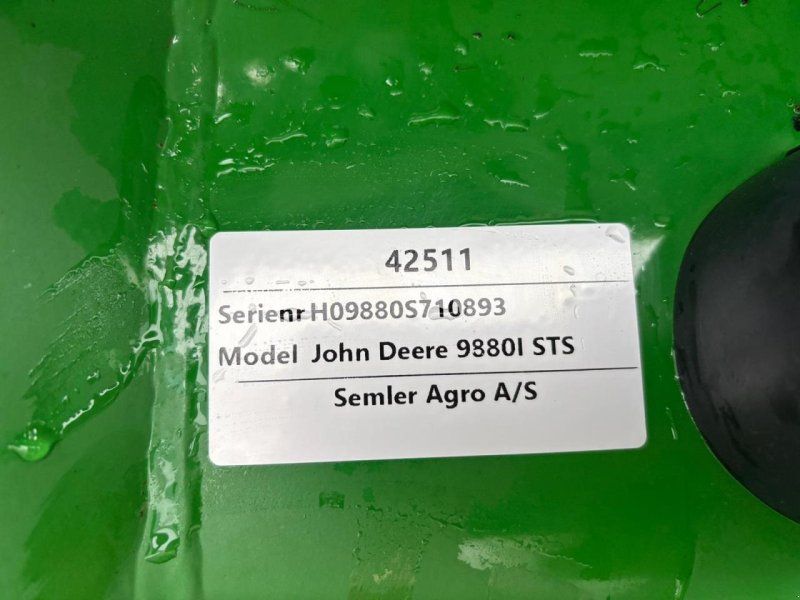 42511
Serienr H09880S710893
Model John Deere 9880I STS
Semler Agro A/S